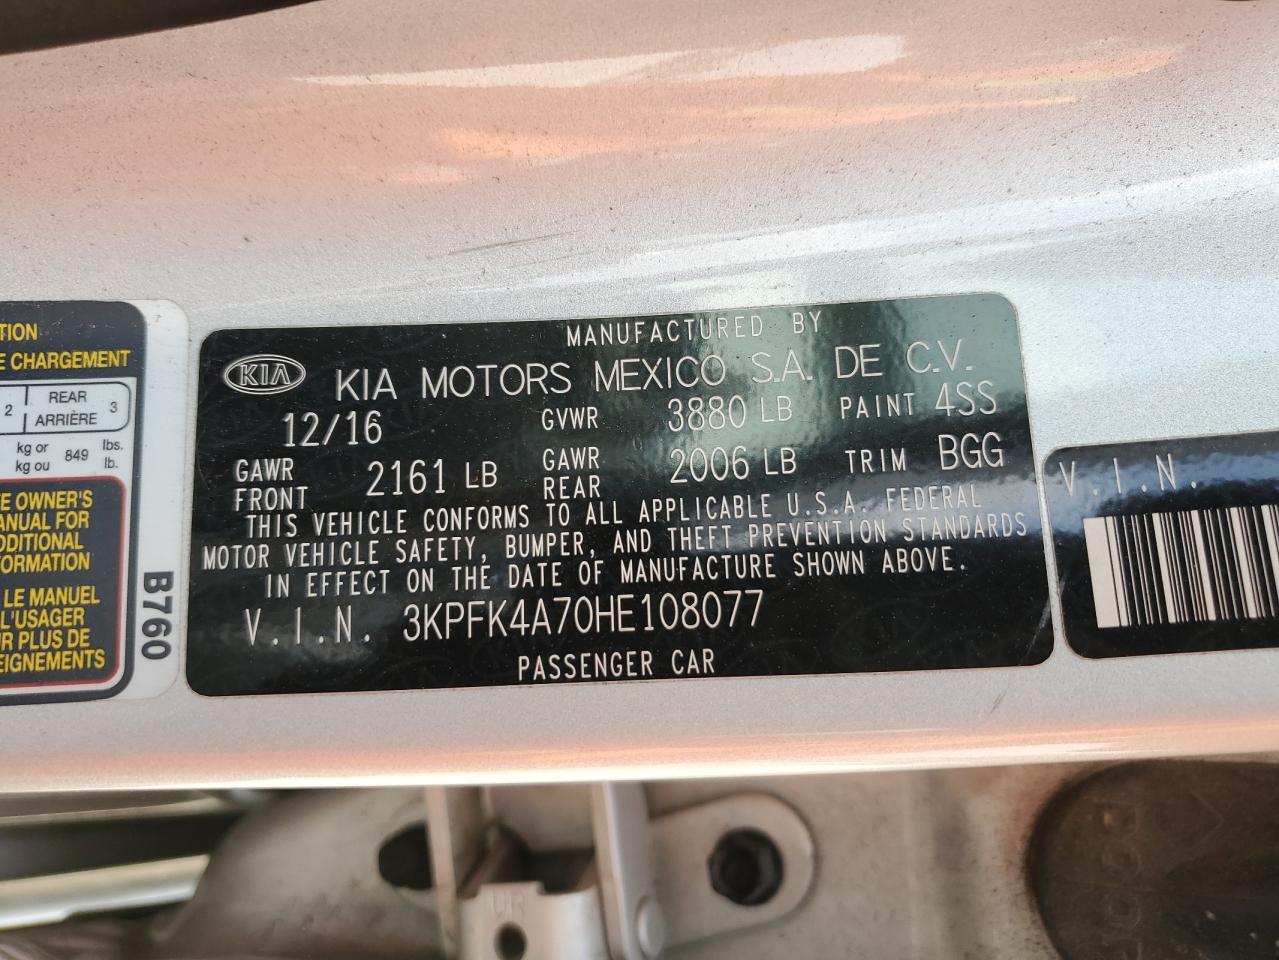 TION
E CHARGEMENT
2 REAR ARRIÈRE 3
kg or kg ou 849 lbs. lb.
E OWNER'S
ANUAL FOR
DDITIONAL
FORMATION
LE MANUEL
L'USAGER
UR PLUS DE
EIGNEMENTS
B760
MANUFACTURED BY
KIA KIA MOTORS MEXICO S.A. DE C.V.
12/16 GVWR 3880 LB PAINT 4SS
GAWR FRONT 2161 LB GAWR REAR 2006 LB TRIM BGG
THIS VEHICLE CONFORMS TO ALL APPLICABLE U.S.A. FEDERAL
MOTOR VEHICLE SAFETY, BUMPER, AND THEFT PREVENTION STANDARDS
IN EFFECT ON THE DATE OF MANUFACTURE SHOWN ABOVE.
V.I.N. 3KPFK4A70HE108077
PASSENGER CAR
V.I.N.